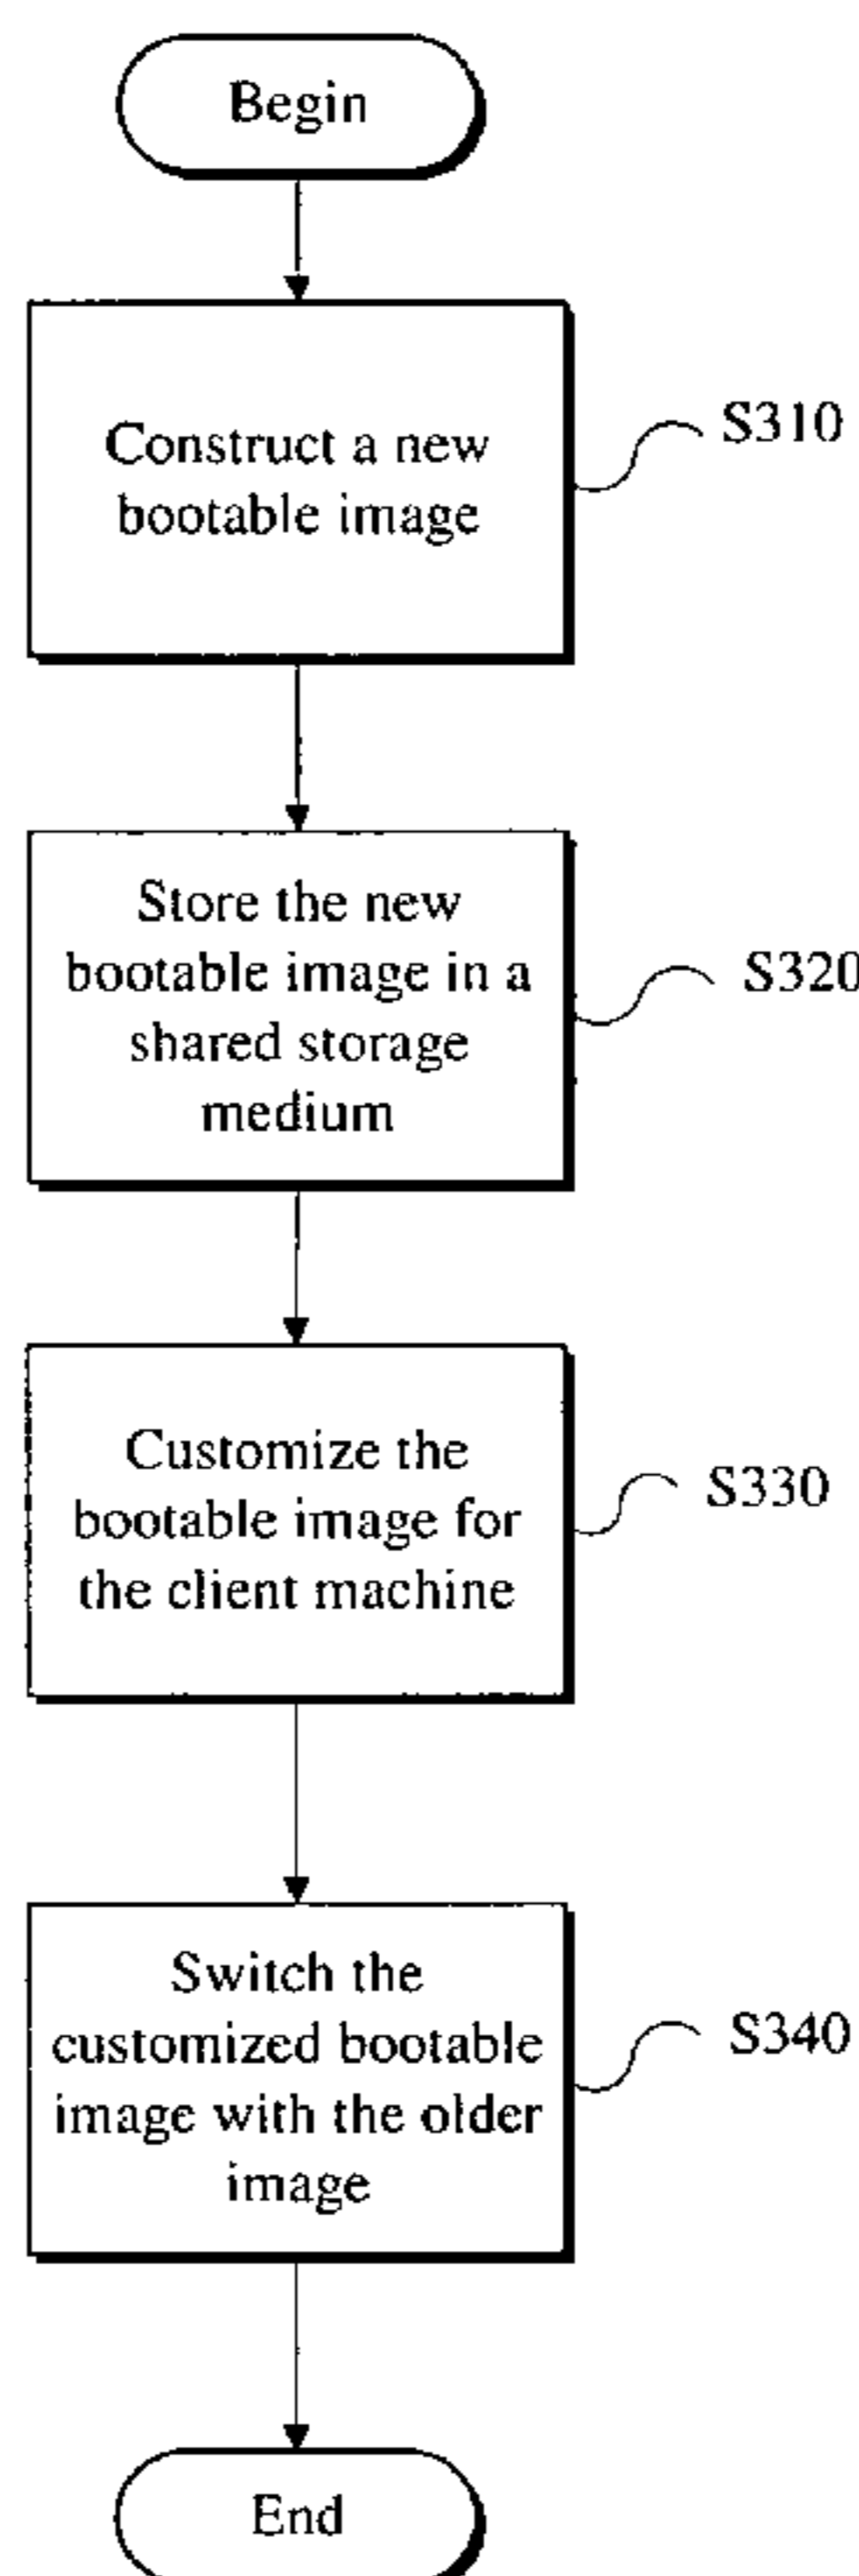 Begin
Construct a new
bootable image
S310
Store the new
bootable image in a
shared storage
medium
S320
Customize the
bootable image for
the client machine
S330
Switch the
customized bootable
image with the older
image
S340
End